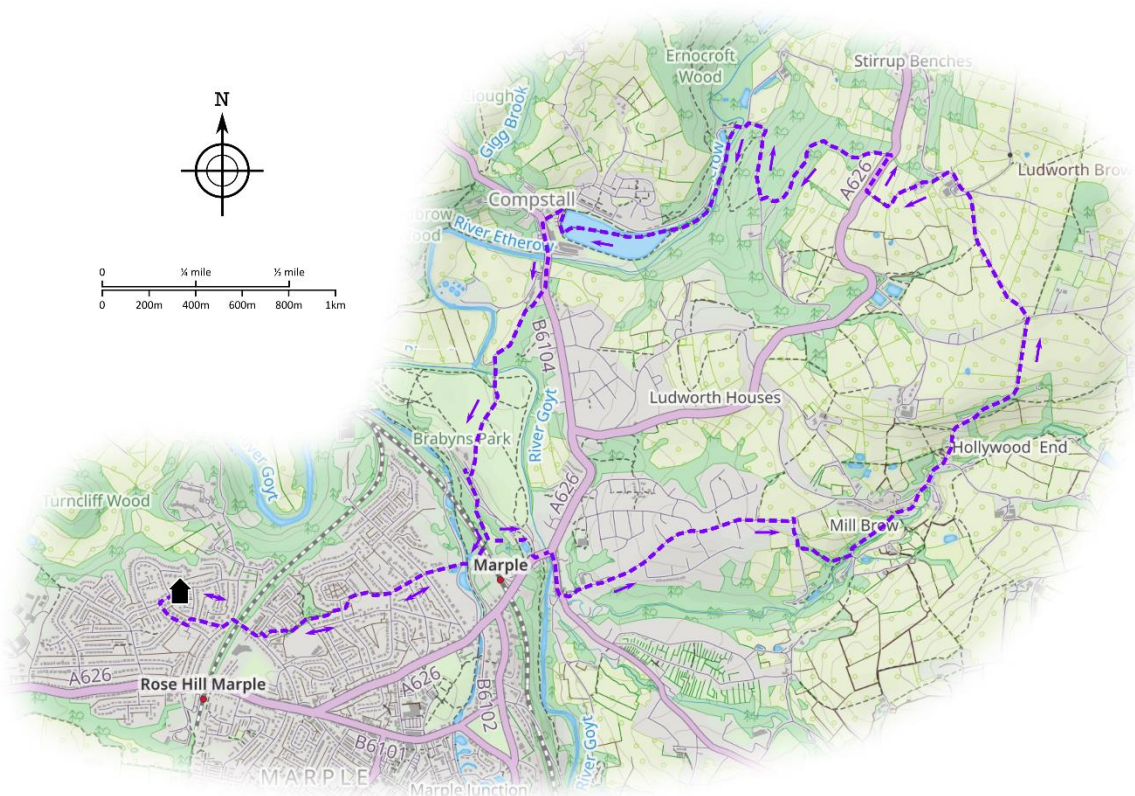 Ernocroft
Wood
Stirrup Benches
Clough
Gigg Brook
N
A626
Ludworth Brow
Compstall
River Etherow
0 ¼ mile ½ mile
0 200m 400m 600m 800m 1km
B6104
River Goyt
Ludworth Houses
Brabyns Park
A626
Hollywood End
River Goyt
Turncliff Wood
Mill Brow
Marple
A626
Rose Hill Marple
A626
B6102
B6101
River Goyt
MARPLE
Marple Junction